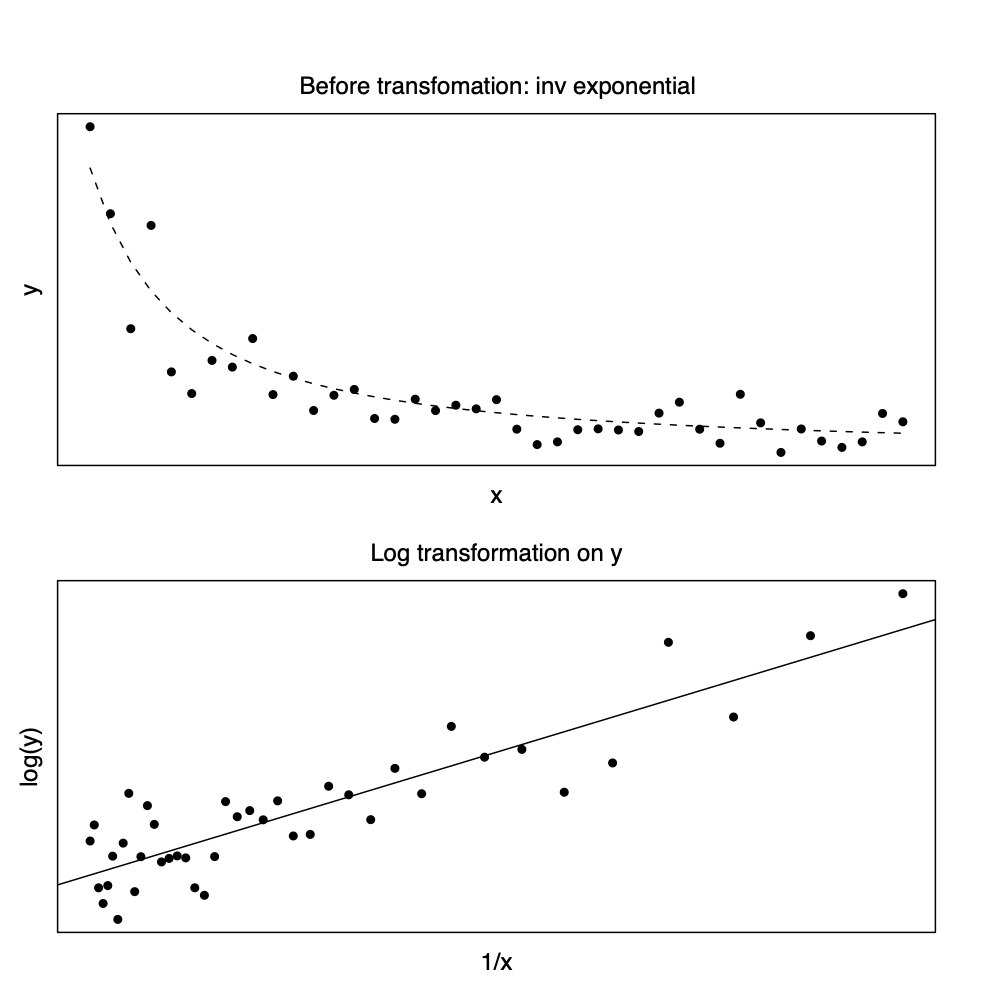 Before transfomation: inv exponential
y
x
Log transformation on y
log(y)
1/x